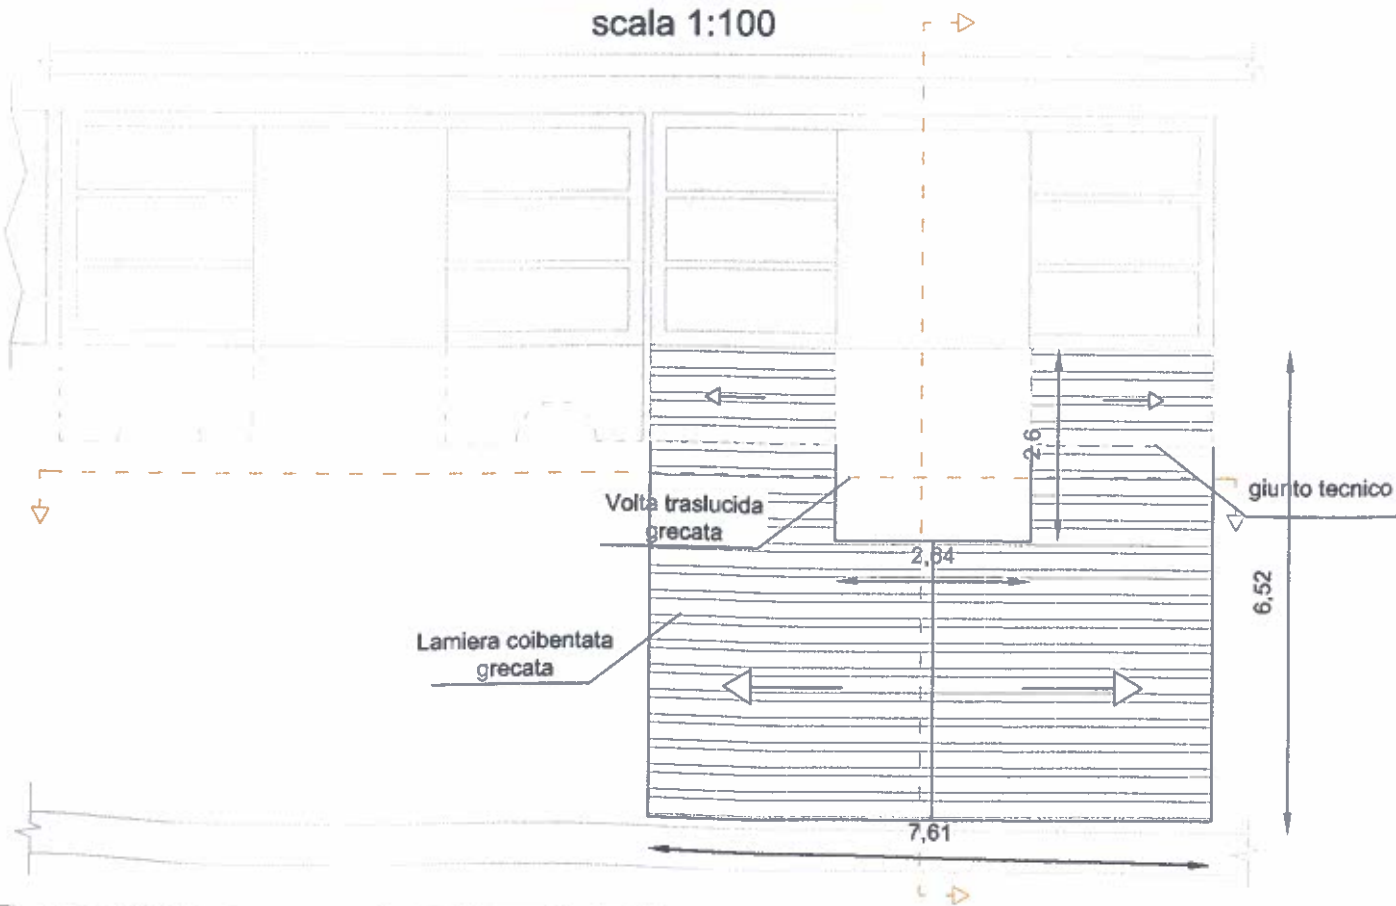 scala 1:100
2,6
Volta traslucida
grecata
giunto tecnico
2,64
6,52
Lamiera coibentata
grecata
7,61